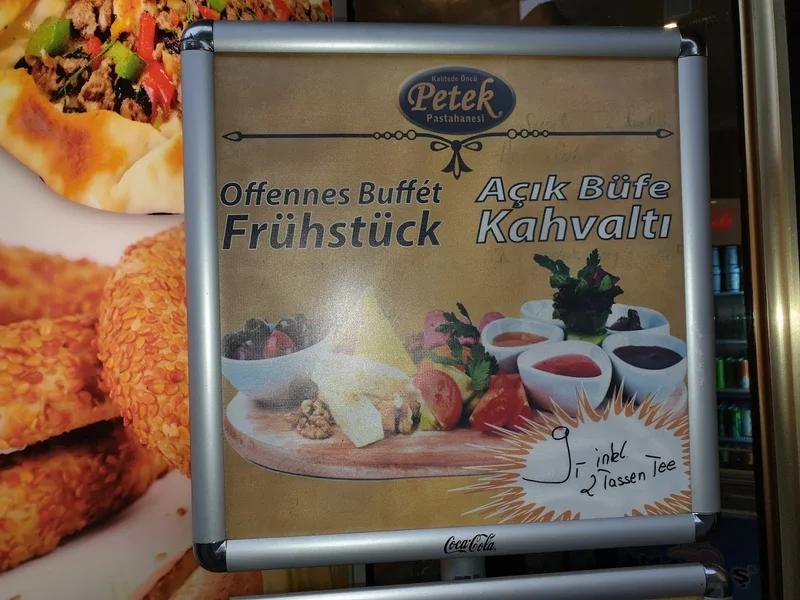 Kalitede Öncü
Petek
Pastahanesi
Offennes Buffét
Frühstück
Açık Büfe
Kahvaltı
9,- inkl.
2 Tassen Tee
Coca-Cola